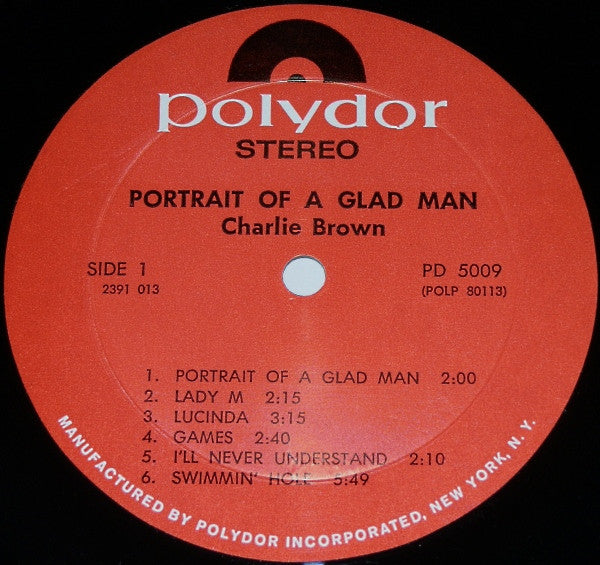 polydor
STEREO
PORTRAIT OF A GLAD MAN
Charlie Brown
SIDE 1
2391 013
PD 5009
(POLP 80113)
1. PORTRAIT OF A GLAD MAN 2:00
2. LADY M 2:15
3. LUCINDA 3:15
4. GAMES 2:40
5. I'LL NEVER UNDERSTAND 2:10
6. SWIMMIN' HOLE 5:49
MANUFACTURED BY POLYDOR INCORPORATED, NEW YORK, N. Y.